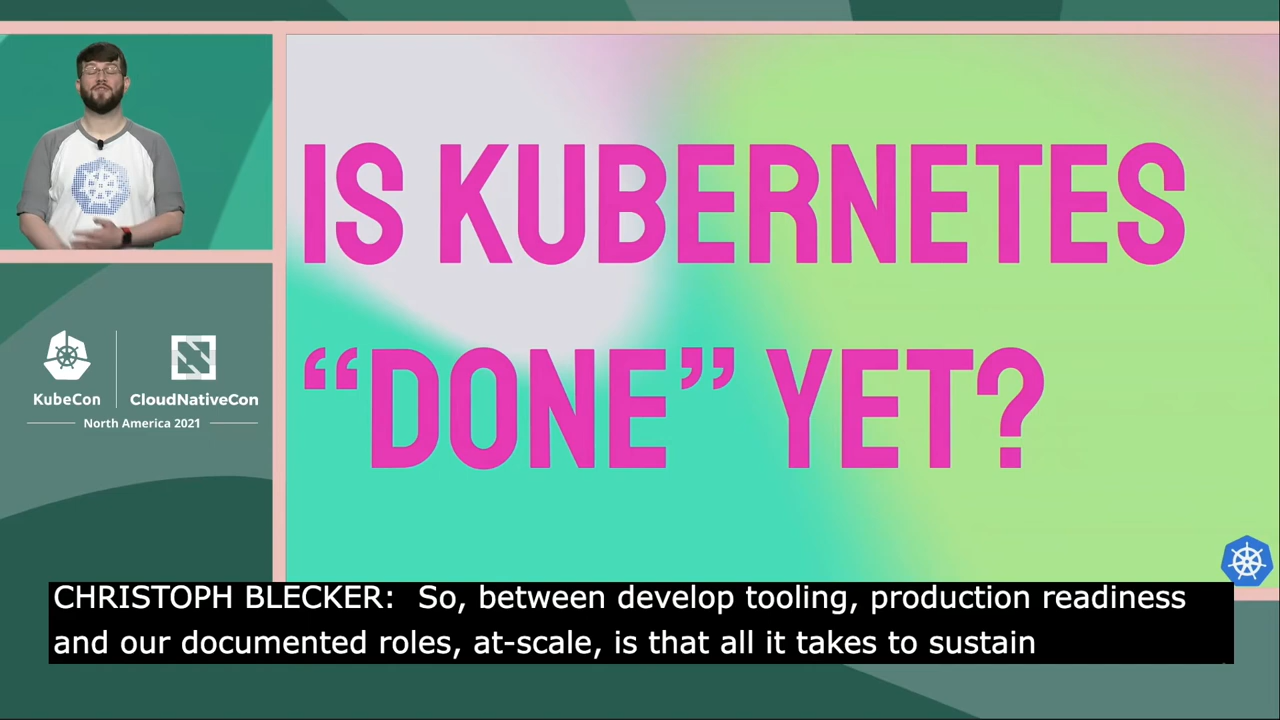 IS KUBERNETES
“DONE” YET?
KubeCon
CloudNativeCon
North America 2021
CHRISTOPH BLECKER:  So, between develop tooling, production readiness
and our documented roles, at-scale, is that all it takes to sustain